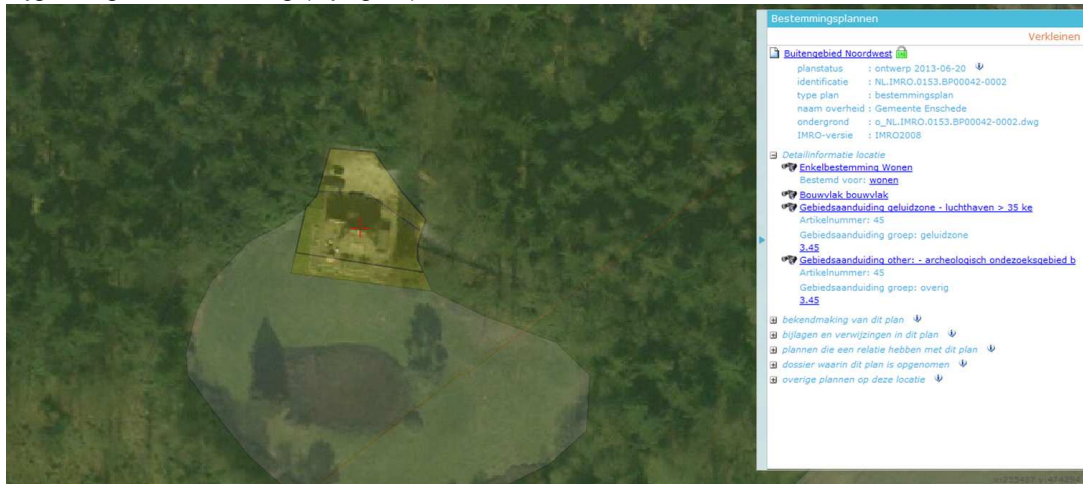 Bestemmingsplannen
Verkleinen
Buitengebied Noordwest
planstatus : ontwerp 2013-06-20
identificatie : NL.IMRO.0153.BP00042-0002
type plan : bestemmingsplan
naam overheid : Gemeente Enschede
ondergrond : o_NL.IMRO.0153.BP00042-0002.dwg
IMRO-versie : IMRO2008
Detailinformatie locatie
Enkelbestemming Wonen
Bestemd voor: wonen
Bouwvlak bouwvlak
Gebiedsaanduiding geluidzone - luchthaven > 35 ke
Artikelnummer: 45
Gebiedsaanduiding groep: geluidzone
3.45
Gebiedsaanduiding other: - archeologisch ondezoeksgebied b
Artikelnummer: 45
Gebiedsaanduiding groep: overig
3.45
bekendmaking van dit plan
bijlagen en verwijzingen in dit plan
plannen die een relatie hebben met dit plan
dossier waarin dit plan is opgenomen
overige plannen op deze locatie